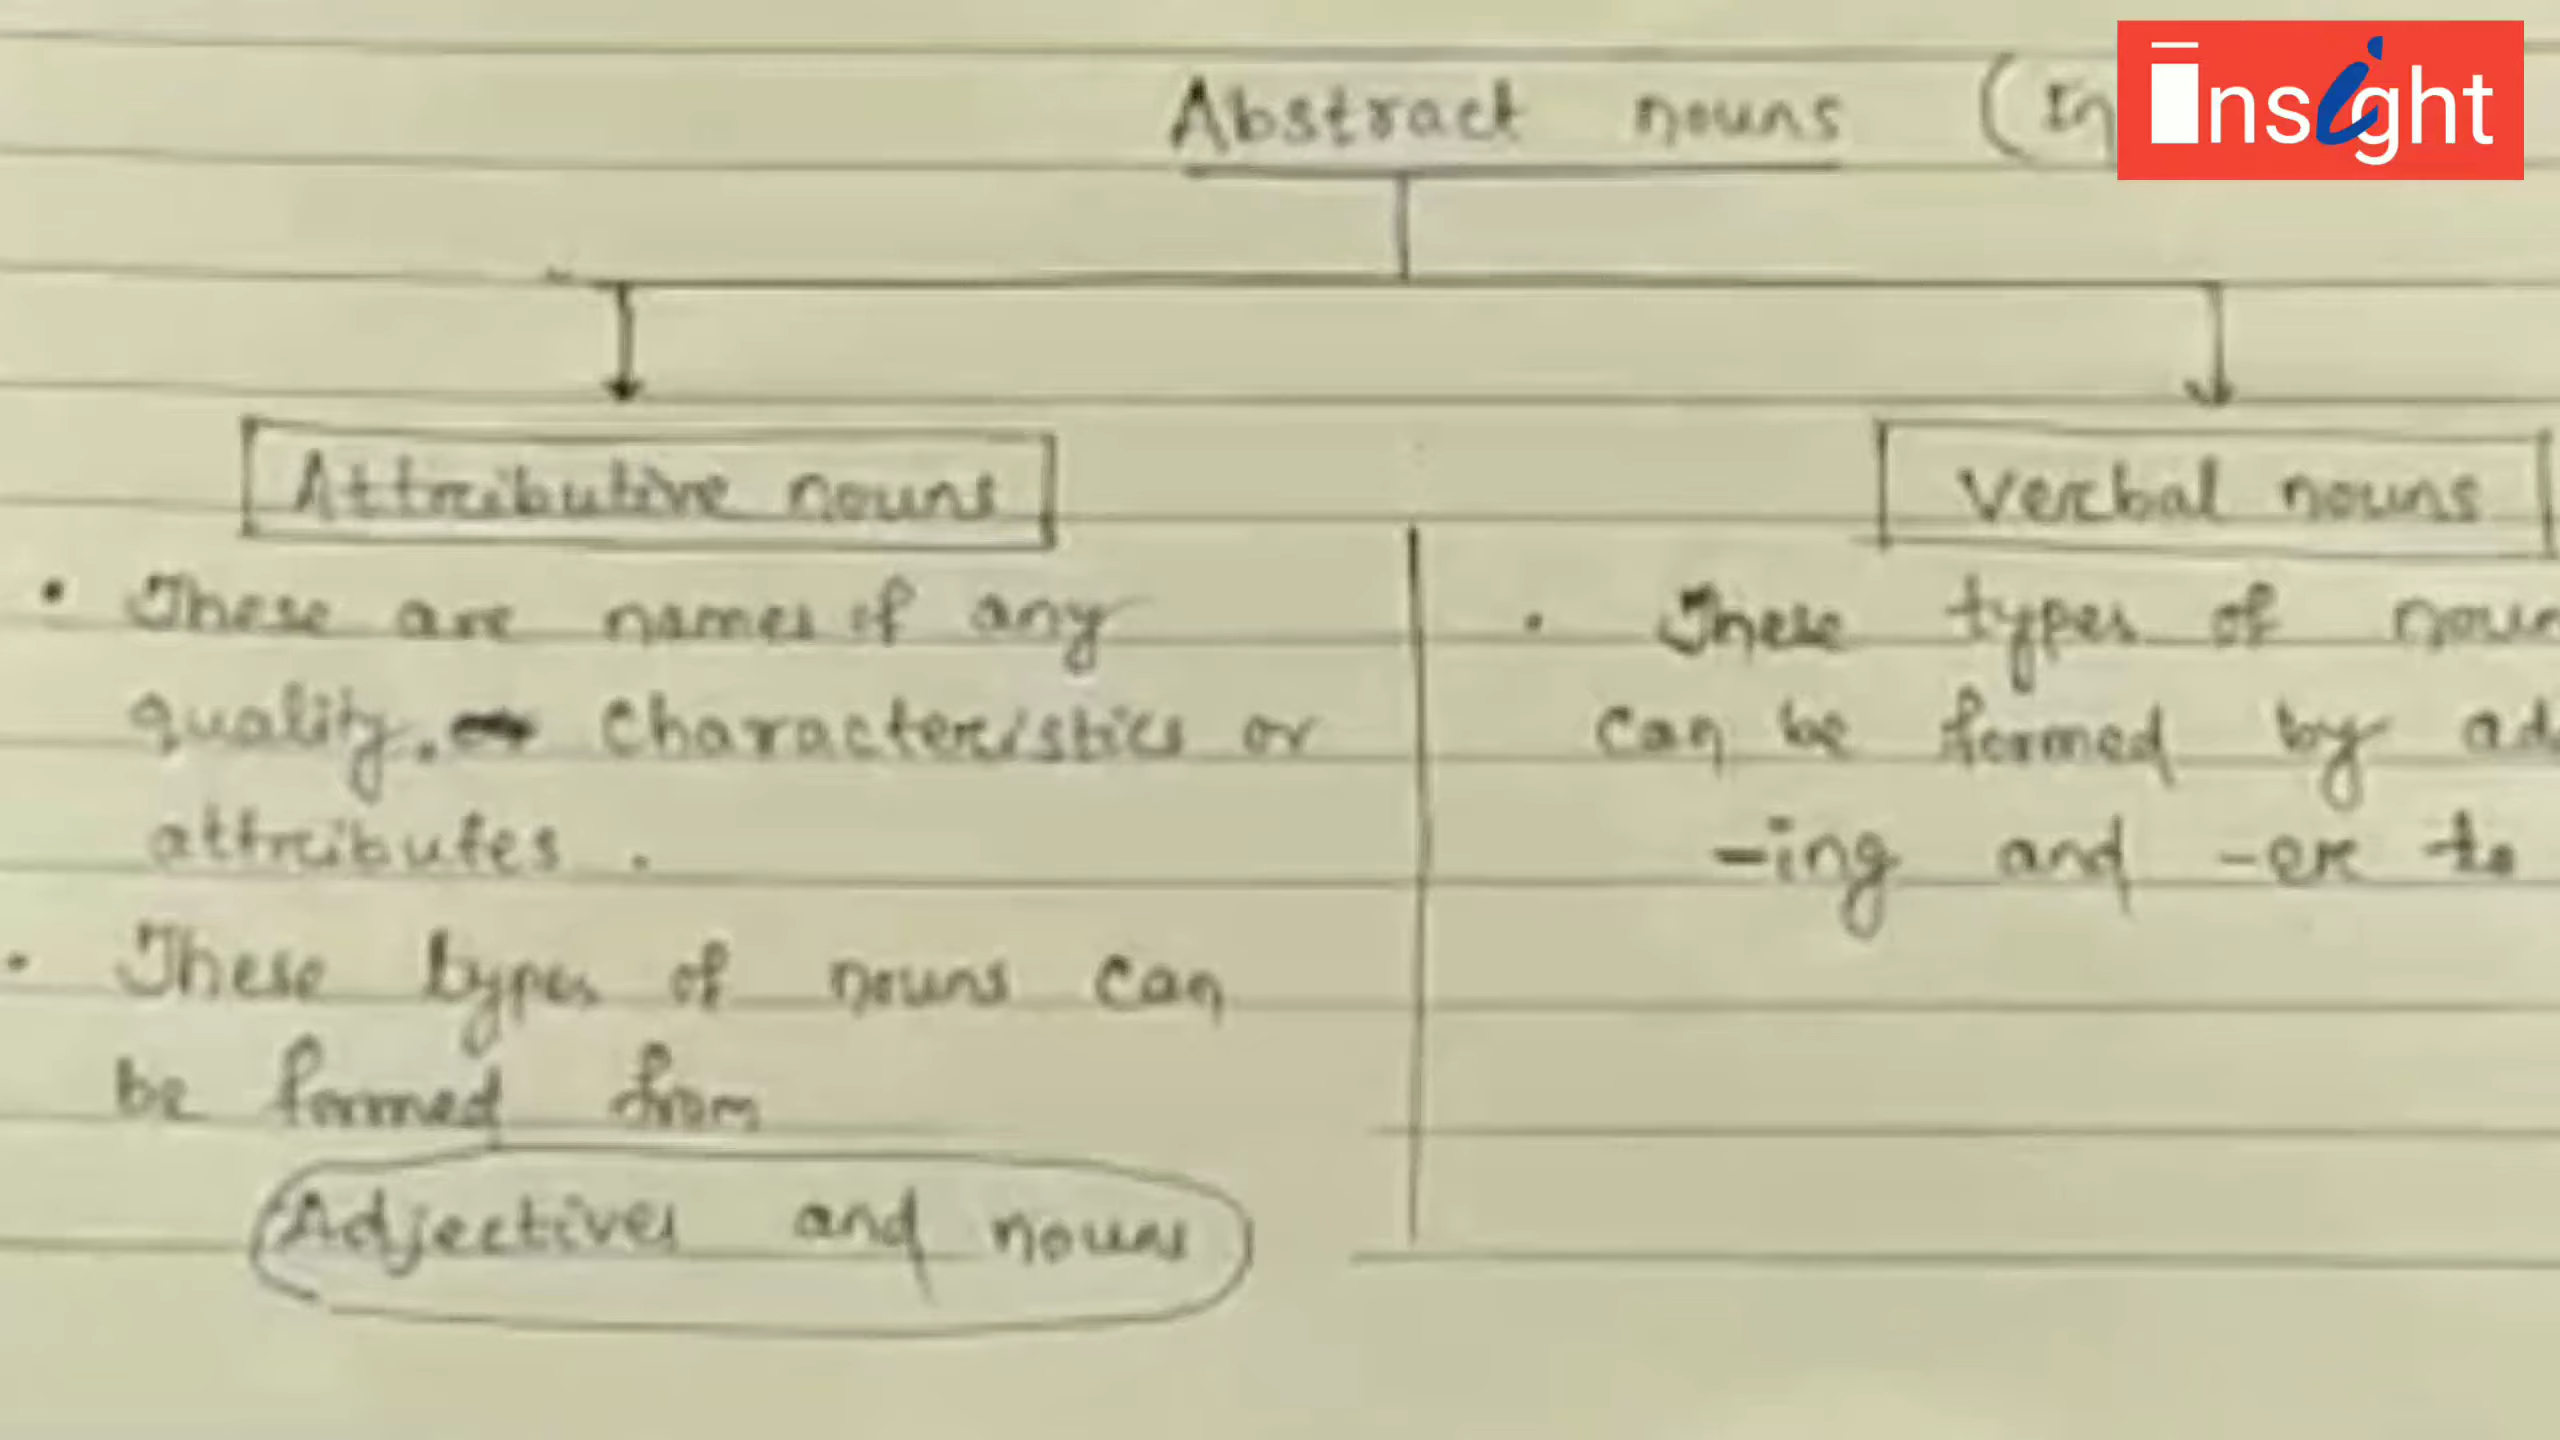 Abstract nouns (In
Insight
Attributive nouns
Verbal nouns
• These are names of any
quality, characteristics or
attributes.
• These types of nouns can
be formed from
Adjectives and nouns
• These types of noun
can be formed by ad
-ing and -er to